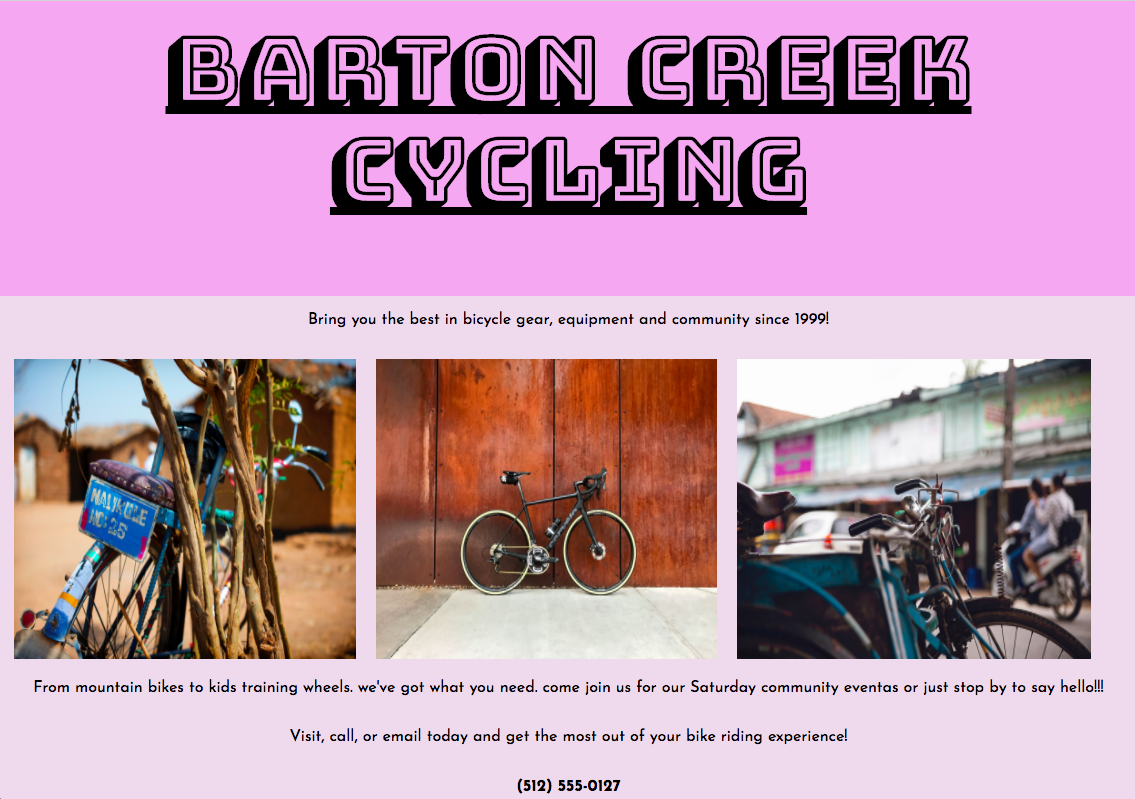 BARTON CREEK
CYCLING
Bring you the best in bicycle gear, equipment and community since 1999!
NALIKULE
NO: 25
From mountain bikes to kids training wheels. we've got what you need. come join us for our Saturday community eventas or just stop by to say hello!!!
Visit, call, or email today and get the most out of your bike riding experience!
(512) 555-0127